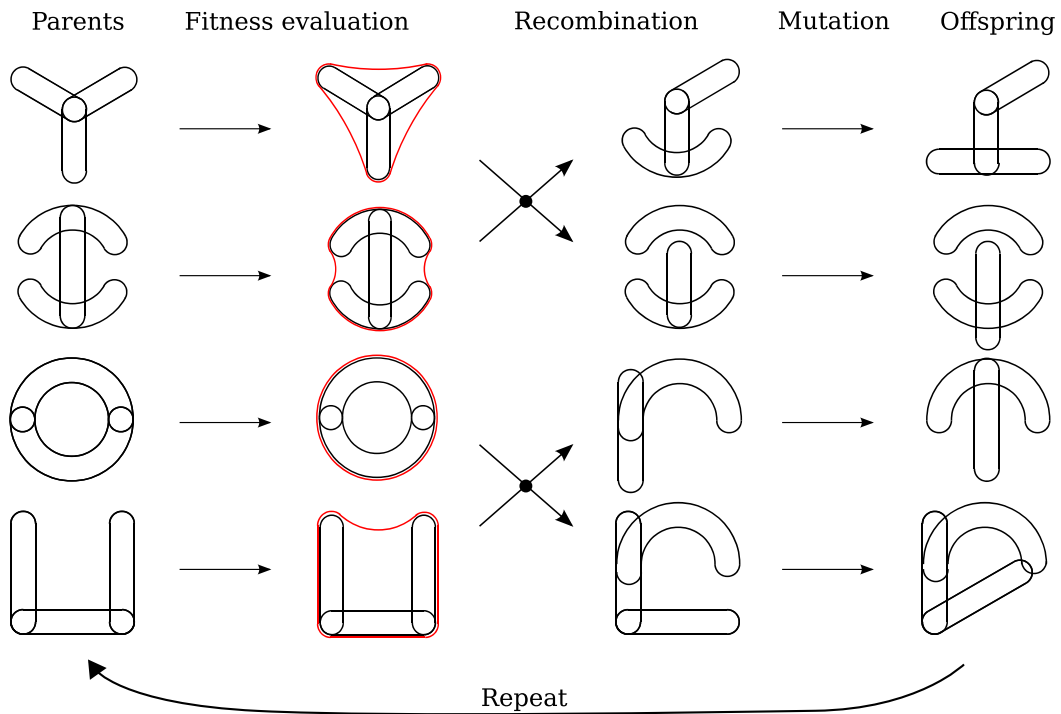 Parents
Fitness evaluation
Recombination
Mutation
Offspring
Repeat